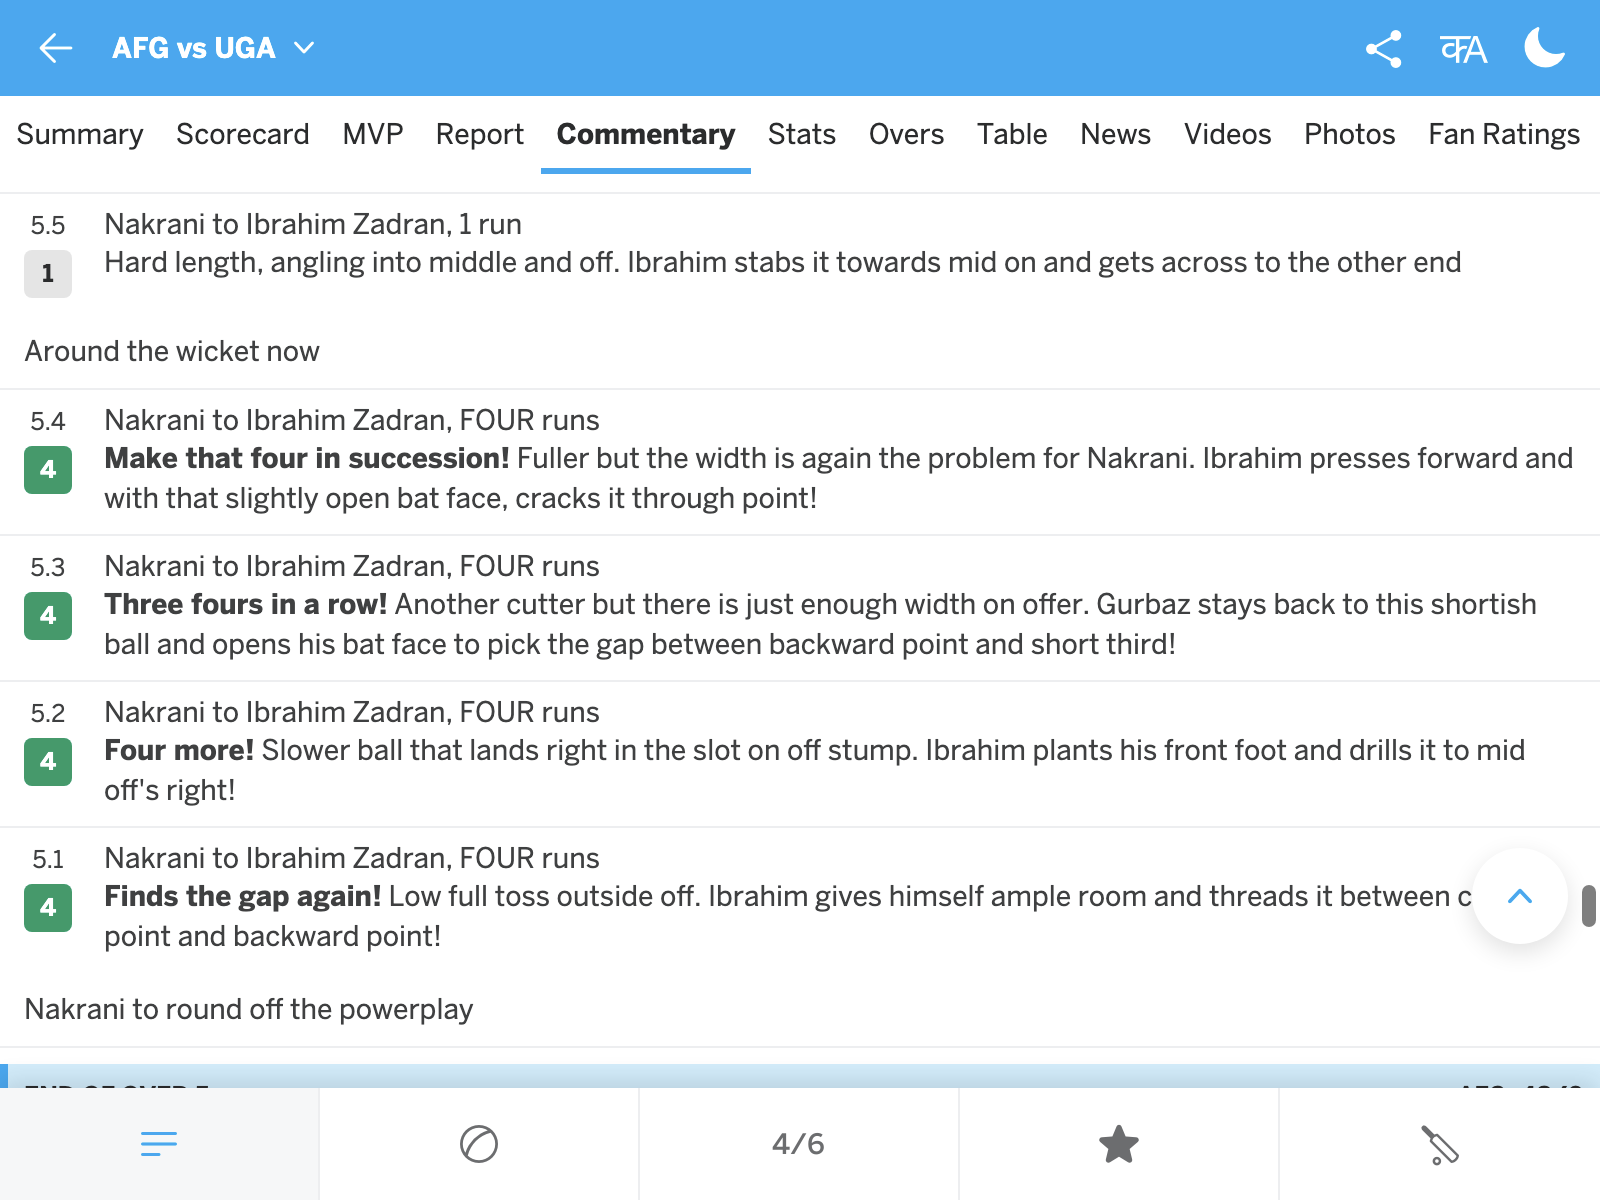 AFG vs UGA
Summary Scorecard MVP Report Commentary Stats Overs Table News Videos Photos Fan Ratings
5.5 Nakrani to Ibrahim Zadran, 1 run
1 Hard length, angling into middle and off. Ibrahim stabs it towards mid on and gets across to the other end
Around the wicket now
5.4 Nakrani to Ibrahim Zadran, FOUR runs
4 Make that four in succession! Fuller but the width is again the problem for Nakrani. Ibrahim presses forward and
with that slightly open bat face, cracks it through point!
5.3 Nakrani to Ibrahim Zadran, FOUR runs
4 Three fours in a row! Another cutter but there is just enough width on offer. Gurbaz stays back to this shortish
ball and opens his bat face to pick the gap between backward point and short third!
5.2 Nakrani to Ibrahim Zadran, FOUR runs
4 Four more! Slower ball that lands right in the slot on off stump. Ibrahim plants his front foot and drills it to mid
off's right!
5.1 Nakrani to Ibrahim Zadran, FOUR runs
4 Finds the gap again! Low full toss outside off. Ibrahim gives himself ample room and threads it between
point and backward point!
Nakrani to round off the powerplay
END OF OVER 5
4/6